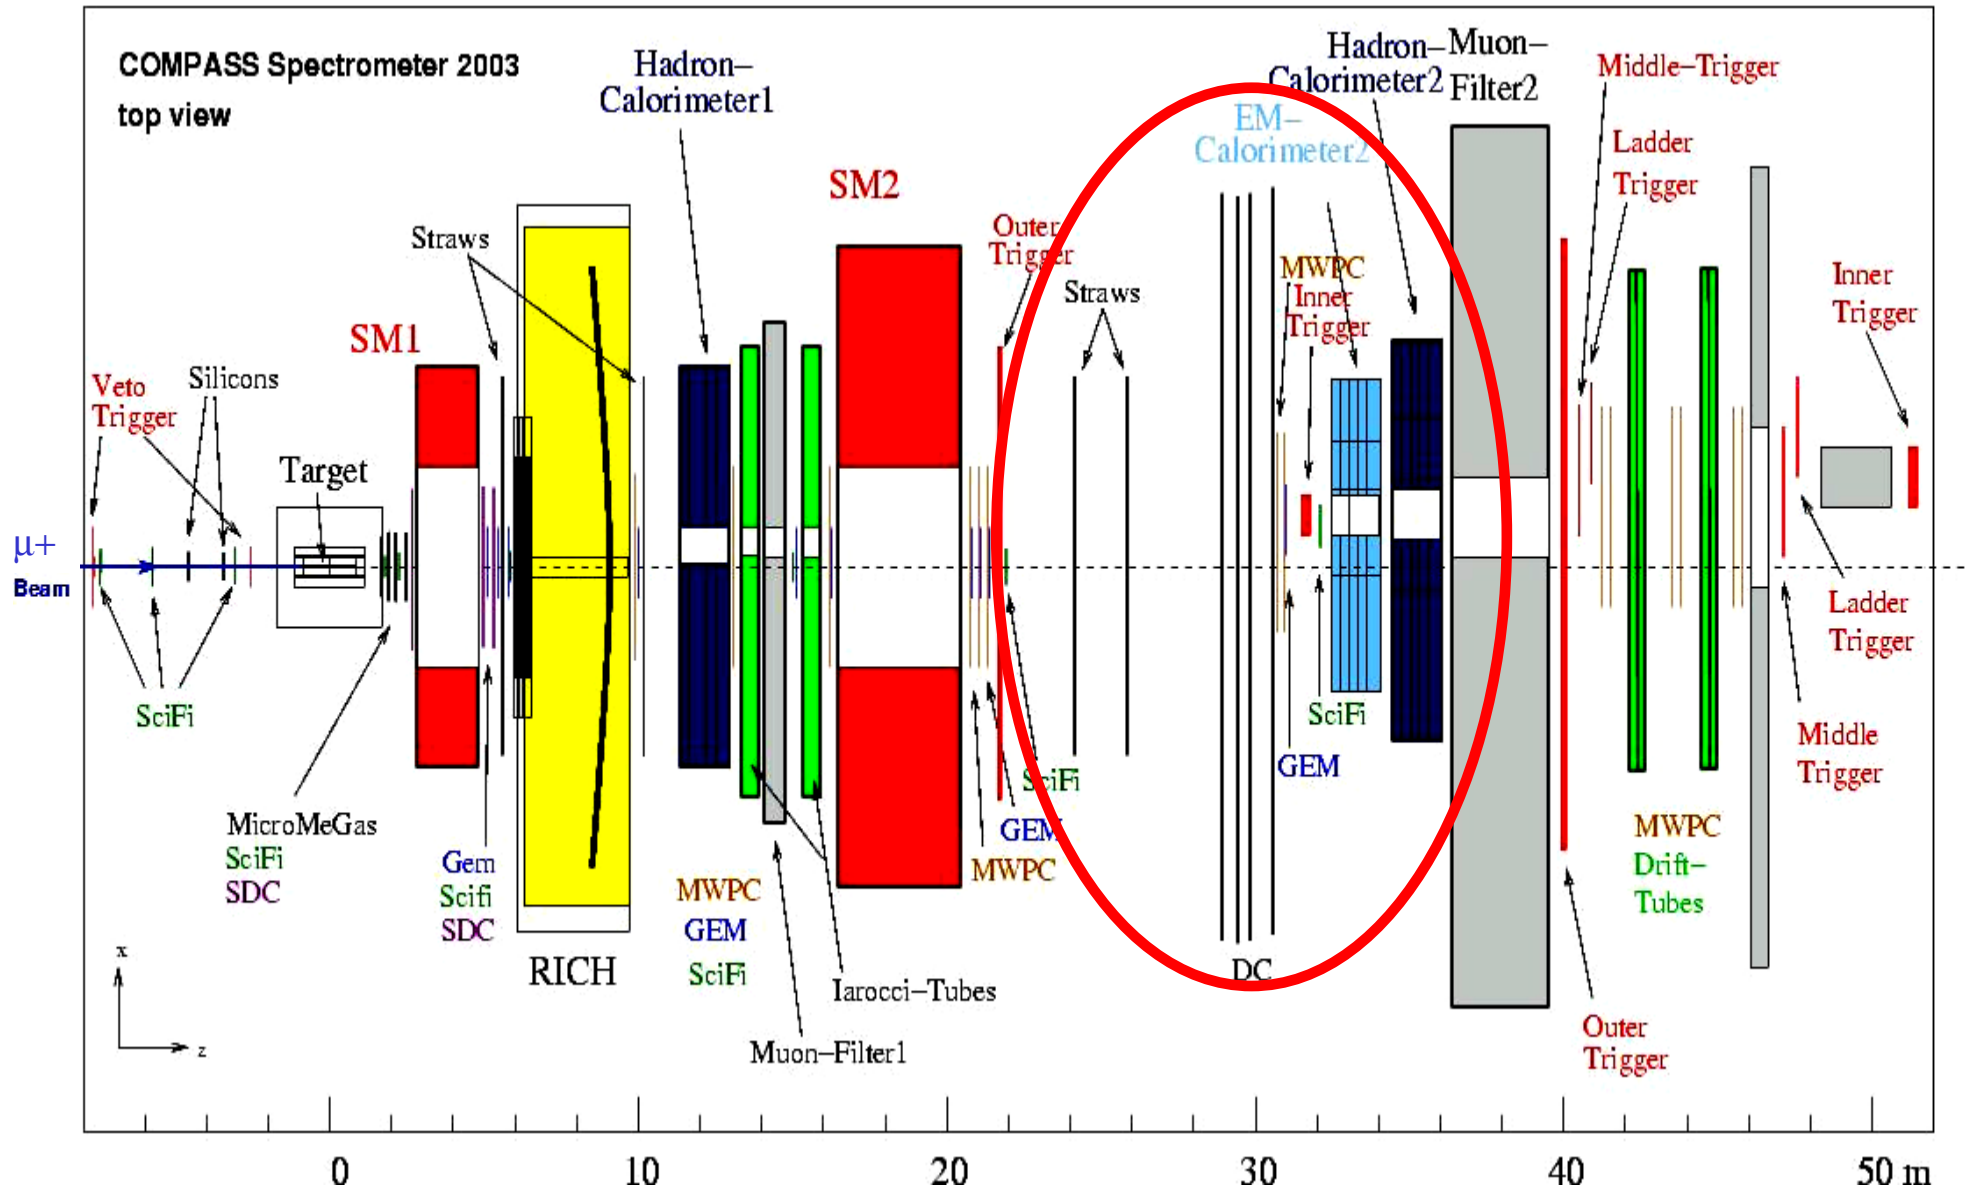 COMPASS Spectrometer 2003
top view
Hadron–
Calorimeter1
Hadron–
Calorimeter2
Muon–
Filter2
Middle–Trigger
EM–
Calorimeter2
Ladder
Trigger
SM2
Straws
Outer
Trigger
MWPC
Inner
Trigger
Straws
Inner
Trigger
SM1
Silicons
Veto
Trigger
Target
μ+
Beam
SciFi
SciFi
GEM
Ladder
Trigger
Middle
Trigger
SciFi
MicroMeGas
SciFi
SDC
Gem
Scifi
SDC
MWPC
GEM
SciFi
GEM
MWPC
MWPC
Drift–
Tubes
RICH
DC
Iarocci–Tubes
Muon–Filter1
Outer
Trigger
x
z
0 10 20 30 40 50 m